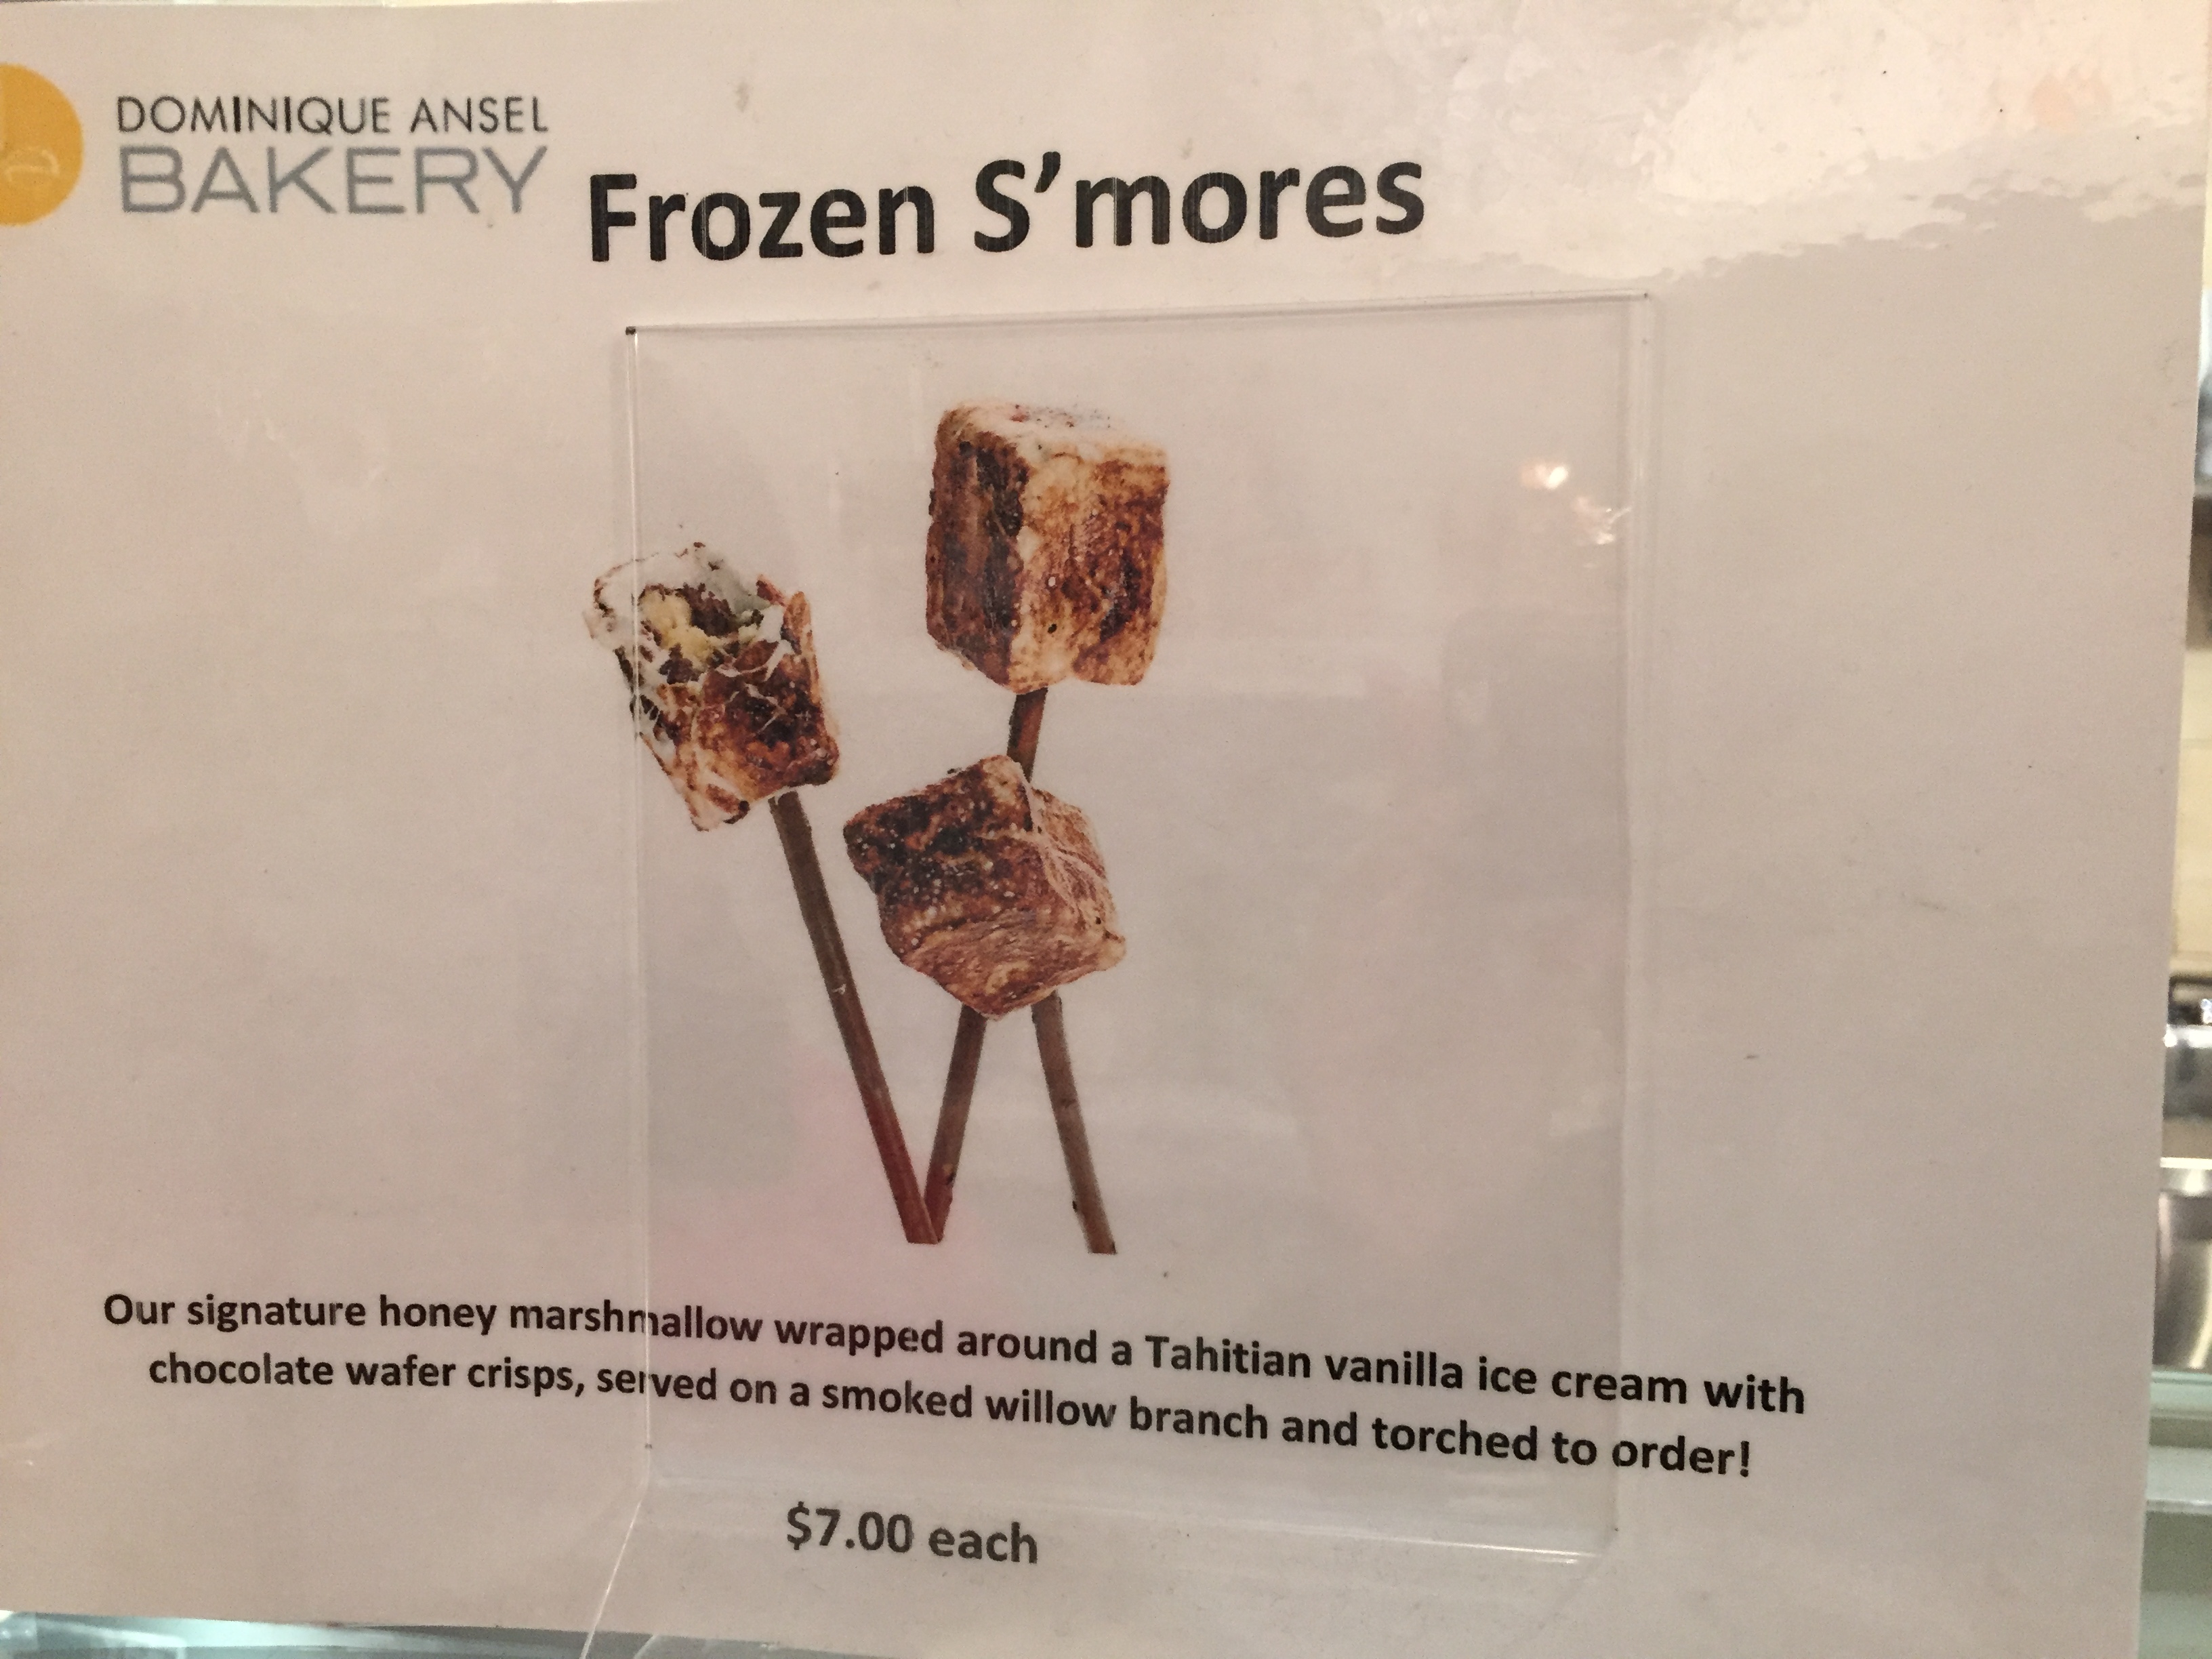 DOMINIQUE ANSEL
BAKERY
Frozen S’mores
Our signature honey marshmallow wrapped around a Tahitian vanilla ice cream with
chocolate wafer crisps, served on a smoked willow branch and torched to order!
$7.00 each